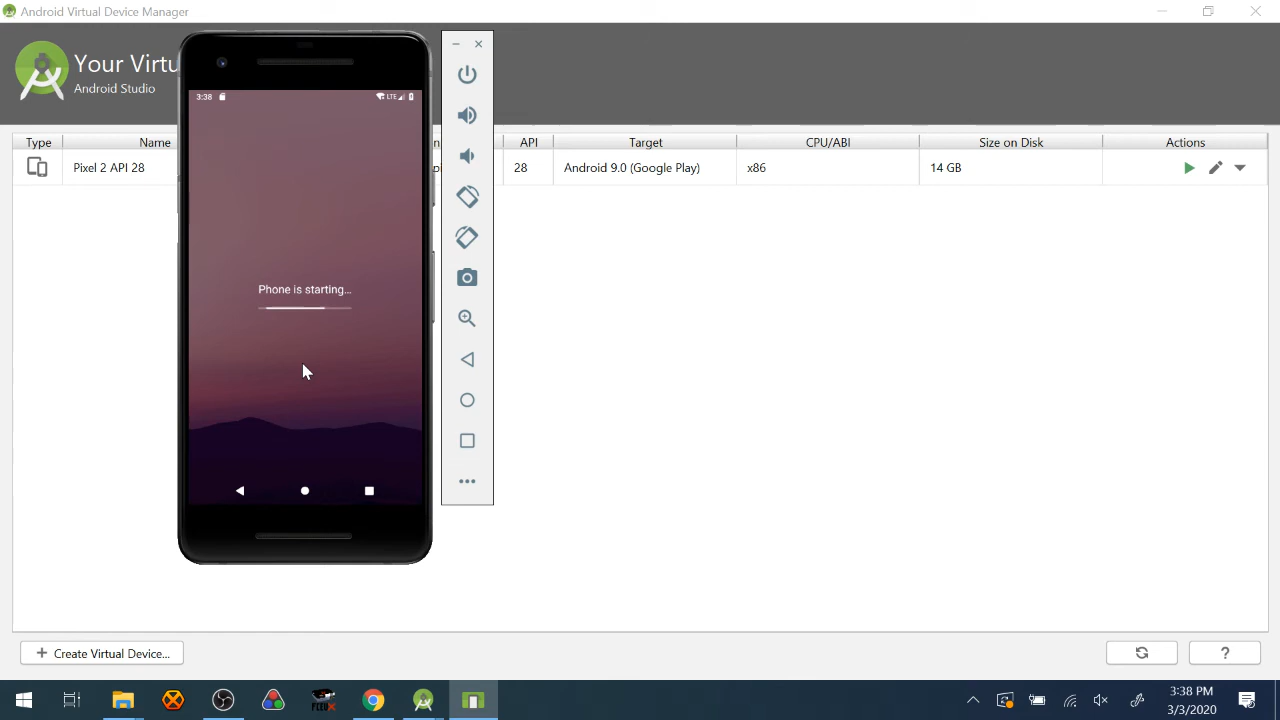 Android Virtual Device Manager
Your Virtu
Android Studio
Type Name API Target CPU/ABI Size on Disk Actions
Pixel 2 API 28 28 Android 9.0 (Google Play) x86 14 GB
3:38 LTE
Phone is starting...
+ Create Virtual Device...
?
3:38 PM
3/3/2020